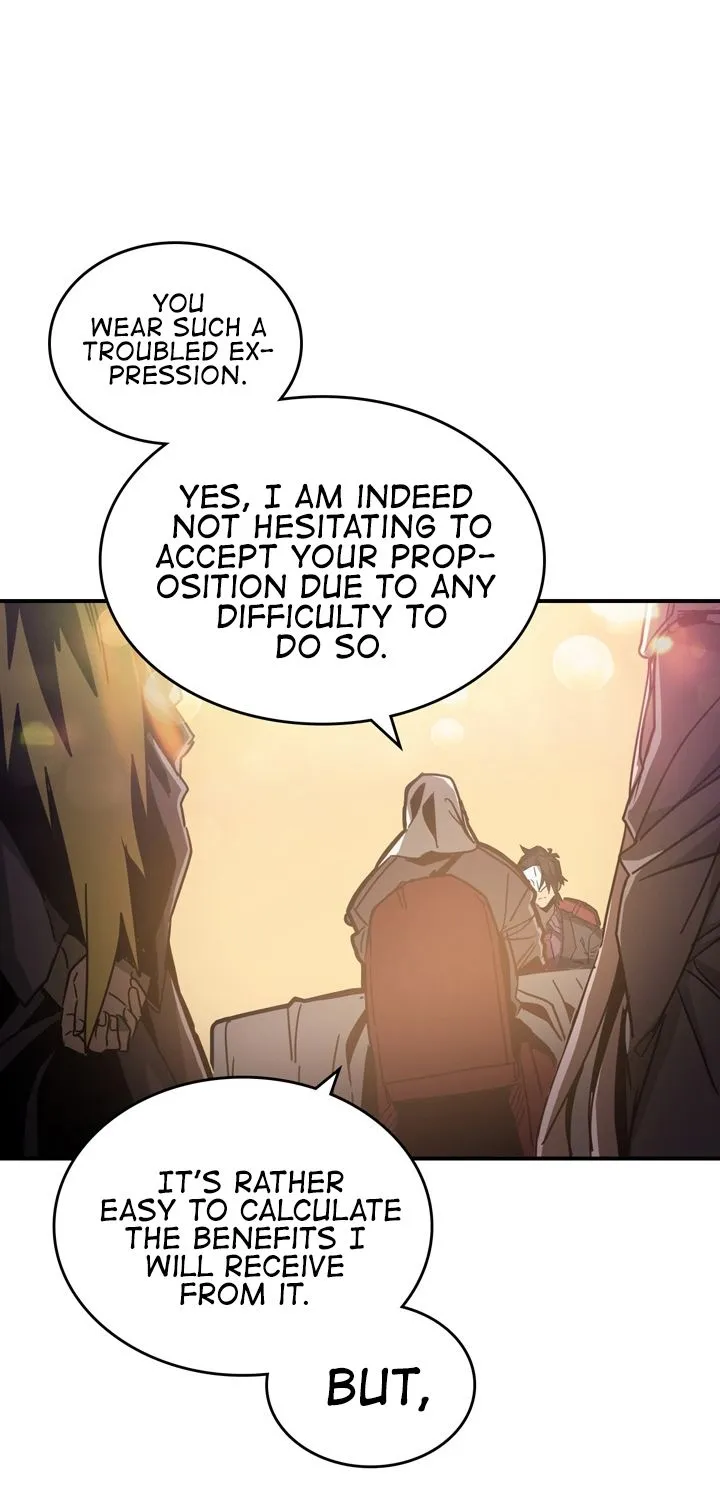 YOU
WEAR SUCH A
TROUBLED EX-
PRESSION.
YES, I AM INDEED
NOT HESITATING TO
ACCEPT YOUR PROP-
OSITION DUE TO ANY
DIFFICULTY TO
DO SO.
IT'S RATHER
EASY TO CALCULATE
THE BENEFITS I
WILL RECEIVE
FROM IT.
BUT,